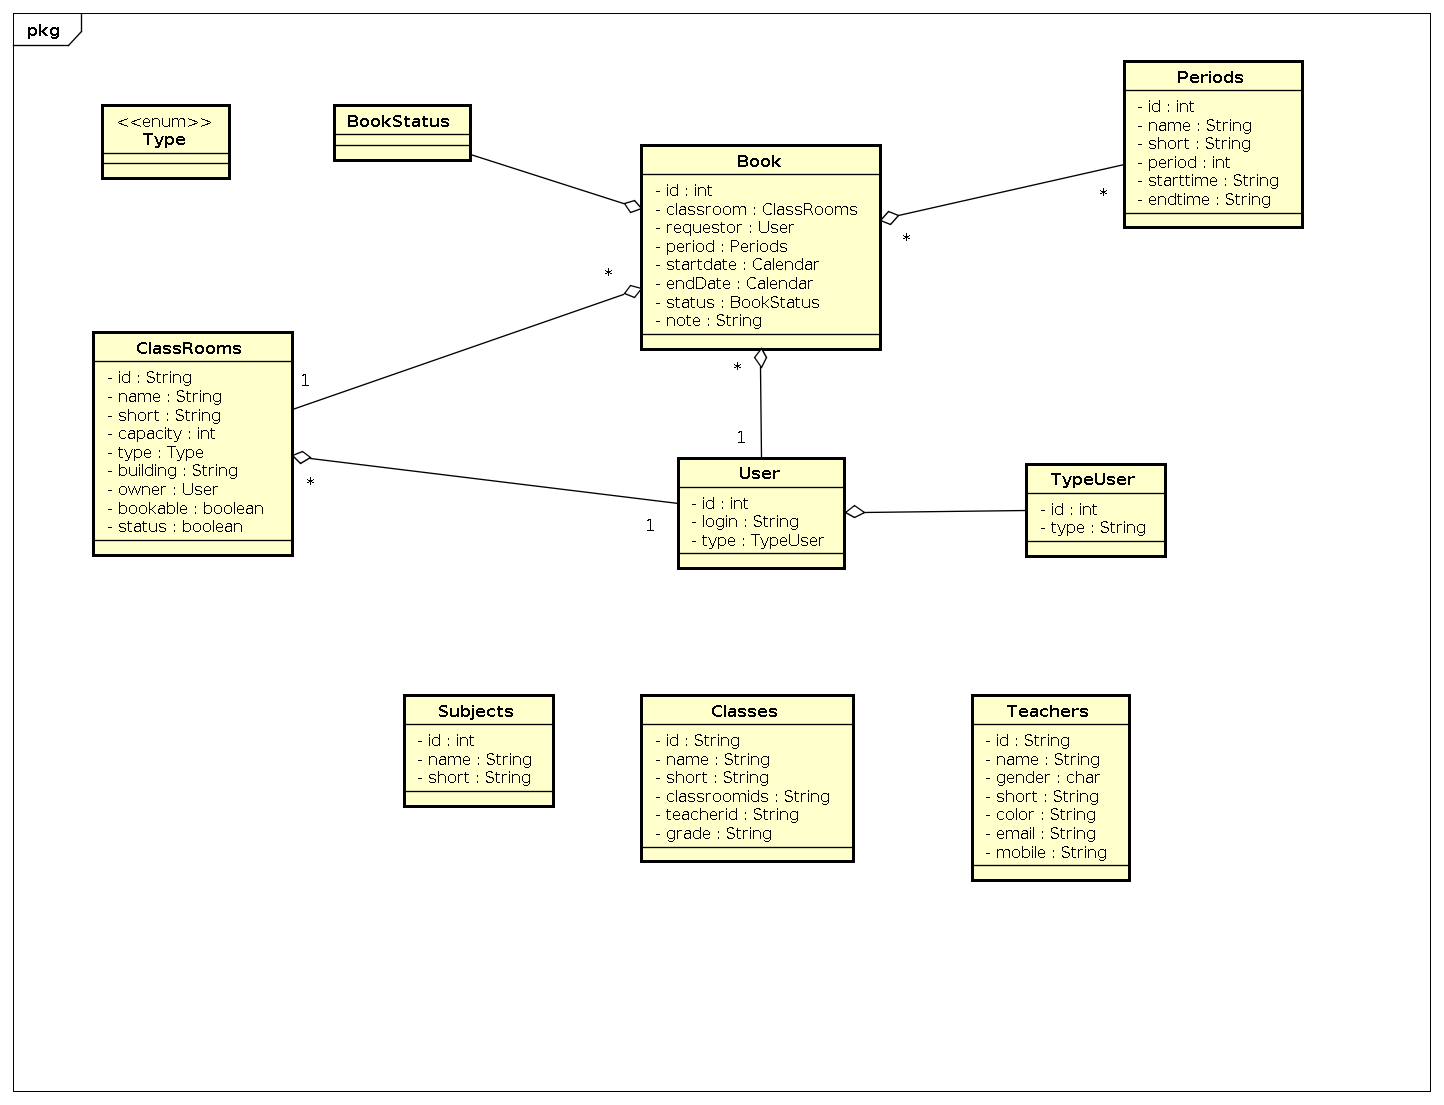 pkg
<<enum>>
Type
BookStatus
Book
- id : int
- classroom : ClassRooms
- requestor : User
- period : Periods
- startdate : Calendar
- endDate : Calendar
- status : BookStatus
- note : String
Periods
- id : int
- name : String
- short : String
- period : int
- starttime : String
- endtime : String
*
*
*
1
ClassRooms
- id : String
- name : String
- short : String
- capacity : int
- type : Type
- building : String
- owner : User
- bookable : boolean
- status : boolean
*
1
*
1
User
- id : int
- login : String
- type : TypeUser
TypeUser
- id : int
- type : String
Subjects
- id : int
- name : String
- short : String
Classes
- id : String
- name : String
- short : String
- classroomids : String
- teacherid : String
- grade : String
Teachers
- id : String
- name : String
- gender : char
- short : String
- color : String
- email : String
- mobile : String